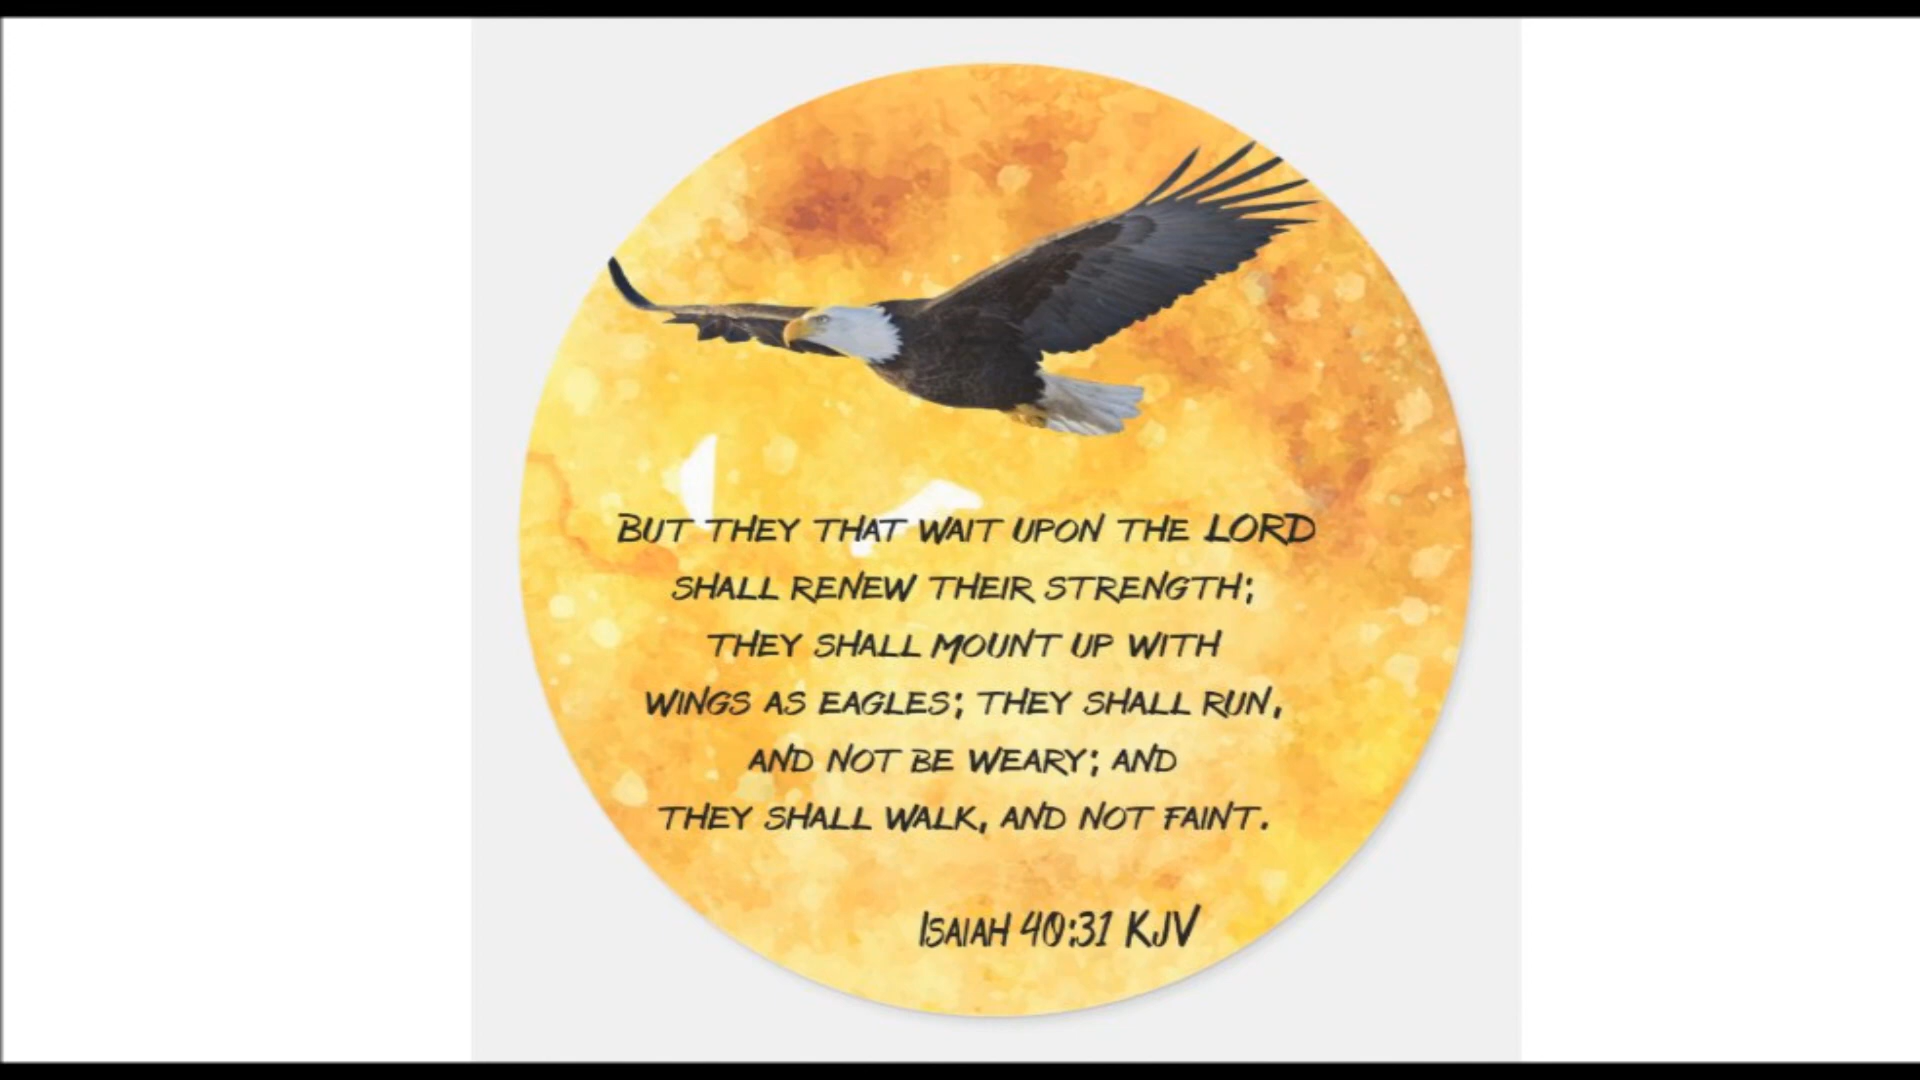 BUT THEY THAT WAIT UPON THE LORD
SHALL RENEW THEIR STRENGTH;
THEY SHALL MOUNT UP WITH
WINGS AS EAGLES; THEY SHALL RUN,
AND NOT BE WEARY; AND
THEY SHALL WALK, AND NOT FAINT.
ISAIAH 40:31 KJV